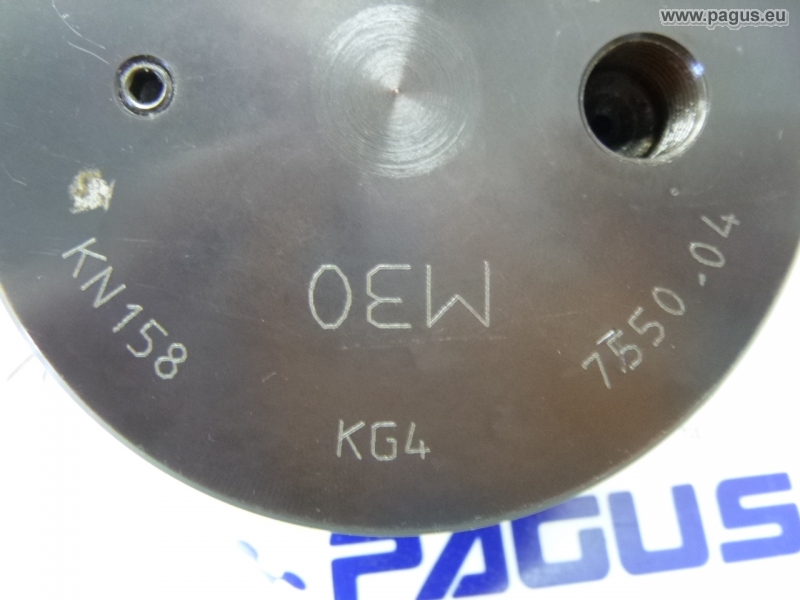 www.pagus.eu
KN158
M30
7550-04
KG4
PAGUS